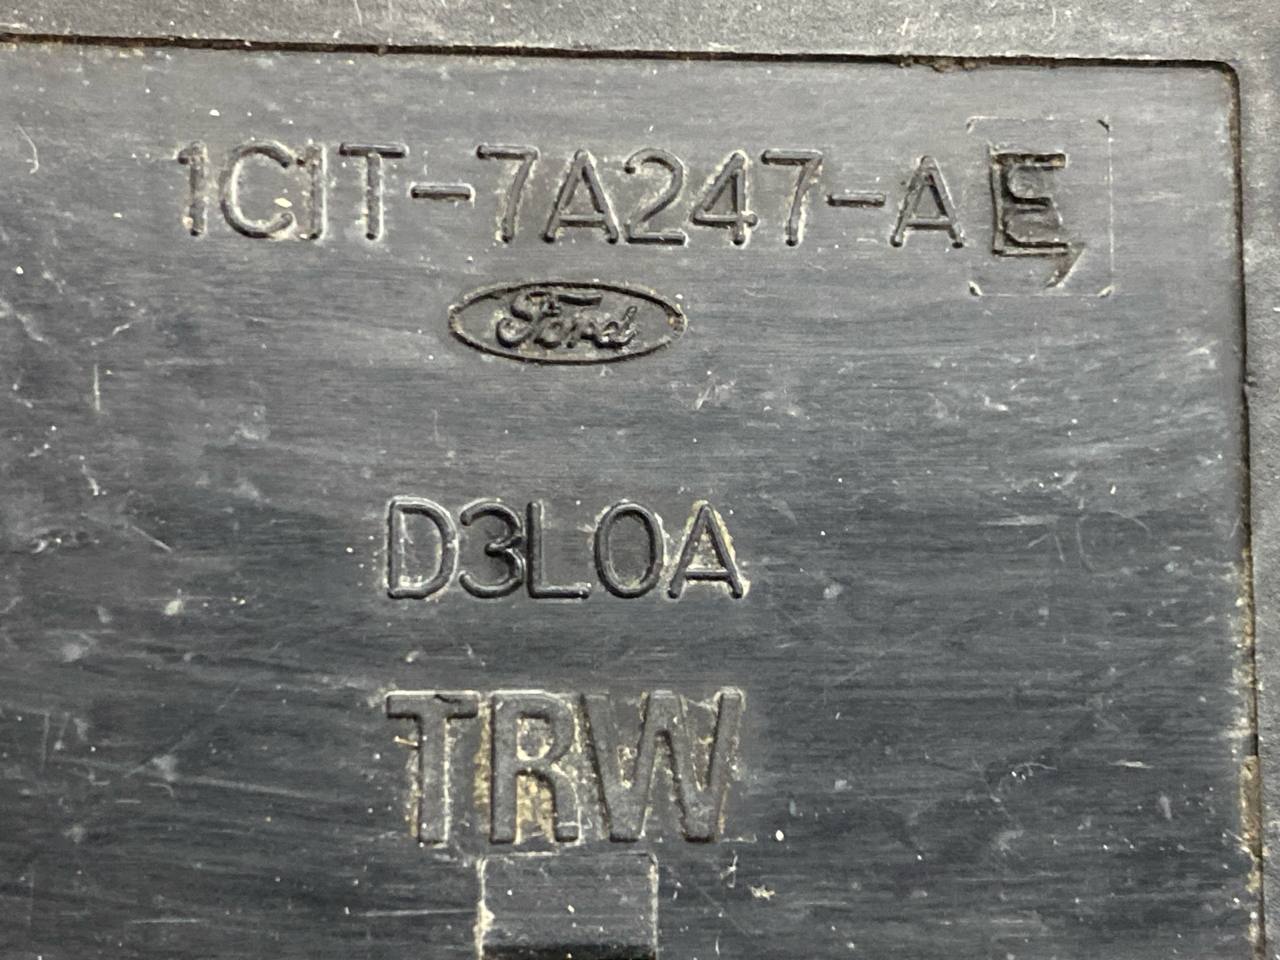 1C1T-7A247-AE
Ford
D3L0A
TRW